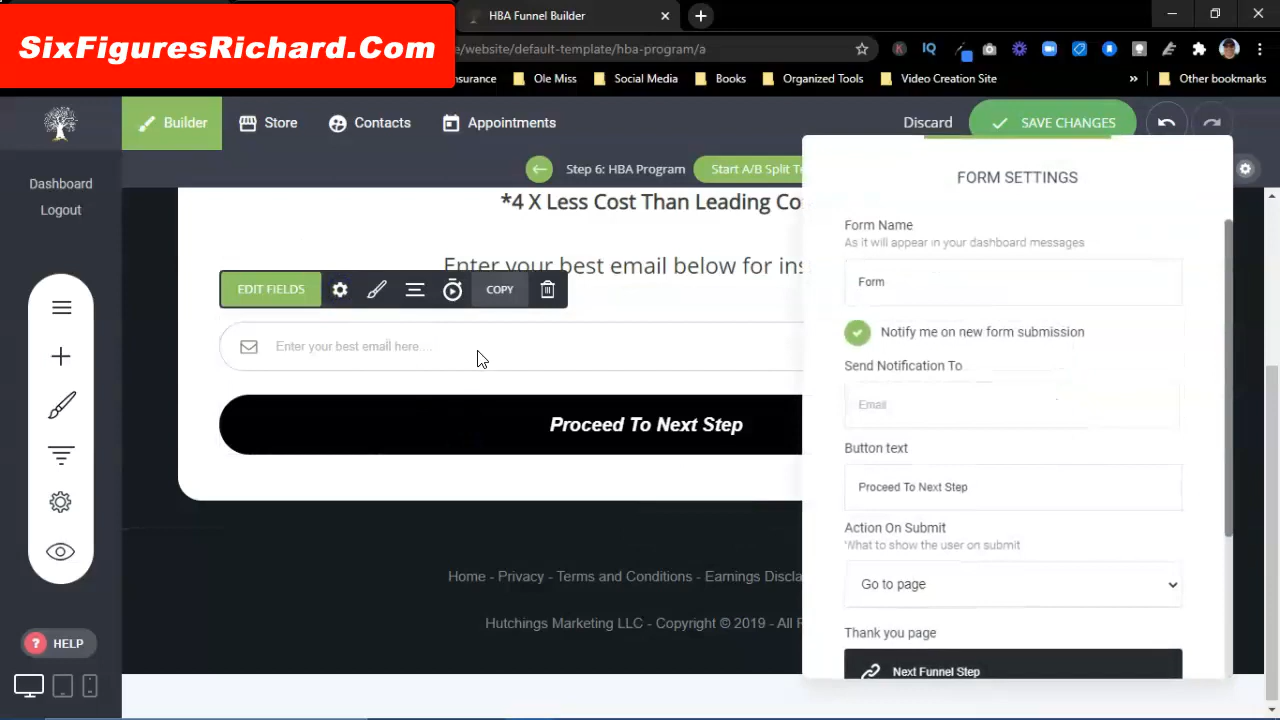 SixFiguresRichard.Com
HBA Funnel Builder
e/website/default-template/hba-program/a
IQ
surance
Ole Miss
Social Media
Books
Organized Tools
Video Creation Site
Other bookmarks
Builder
Store
Contacts
Appointments
Discard
SAVE CHANGES
Step 6: HBA Program
Start A/B Split Te
Dashboard
Logout
*4 X Less Cost Than Leading Co
Enter your best email below for ins
EDIT FIELDS
COPY
Enter your best email here....
Proceed To Next Step
Home - Privacy - Terms and Conditions - Earnings Discla
Hutchings Marketing LLC - Copyright © 2019 - All R
HELP
FORM SETTINGS
Form Name
As it will appear in your dashboard messages
Form
Notify me on new form submission
Send Notification To
Email
Button text
Proceed To Next Step
Action On Submit
What to show the user on submit
Go to page
Thank you page
Next Funnel Step